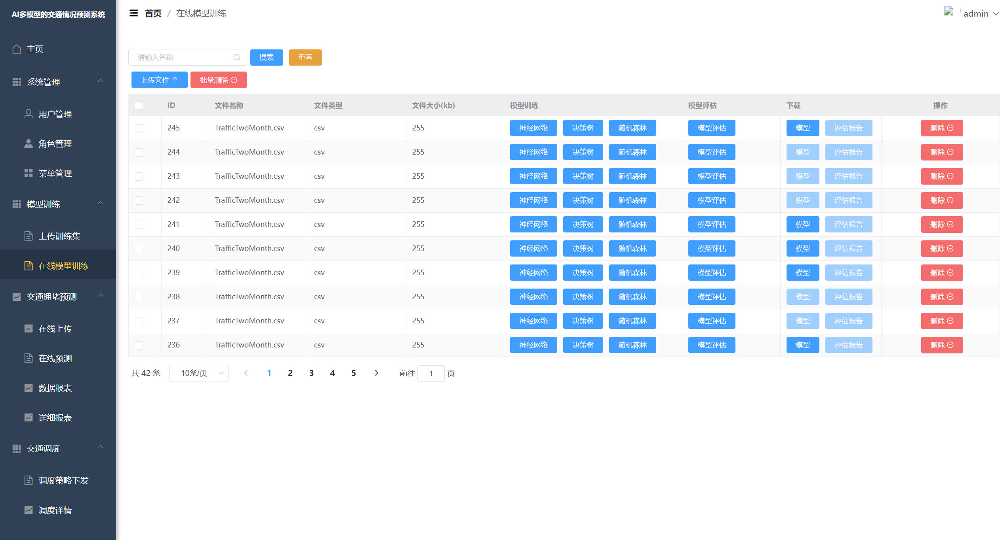 AI多模型的交通情况预测系统
主页
系统管理
用户管理
角色管理
菜单管理
模型训练
上传训练集
在线模型训练
交通拥堵预测
在线上传
在线预测
数据报表
详细报表
交通调度
调度策略下发
调度详情
首页 / 在线模型训练
admin
请输入名称 搜索 重置
上传文件 批量删除
ID 文件名称 文件类型 文件大小(kb) 模型训练 模型评估 下载 操作
245 TrafficTwoMonth.csv csv 255 神经网络 决策树 随机森林 模型评估 模型 评估报告 删除
244 TrafficTwoMonth.csv csv 255 神经网络 决策树 随机森林 模型评估 模型 评估报告 删除
243 TrafficTwoMonth.csv csv 255 神经网络 决策树 随机森林 模型评估 模型 评估报告 删除
242 TrafficTwoMonth.csv csv 255 神经网络 决策树 随机森林 模型评估 模型 评估报告 删除
241 TrafficTwoMonth.csv csv 255 神经网络 决策树 随机森林 模型评估 模型 评估报告 删除
240 TrafficTwoMonth.csv csv 255 神经网络 决策树 随机森林 模型评估 模型 评估报告 删除
239 TrafficTwoMonth.csv csv 255 神经网络 决策树 随机森林 模型评估 模型 评估报告 删除
238 TrafficTwoMonth.csv csv 255 神经网络 决策树 随机森林 模型评估 模型 评估报告 删除
237 TrafficTwoMonth.csv csv 255 神经网络 决策树 随机森林 模型评估 模型 评估报告 删除
236 TrafficTwoMonth.csv csv 255 神经网络 决策树 随机森林 模型评估 模型 评估报告 删除
共 42 条 10条/页 1 2 3 4 5 前往 1 页